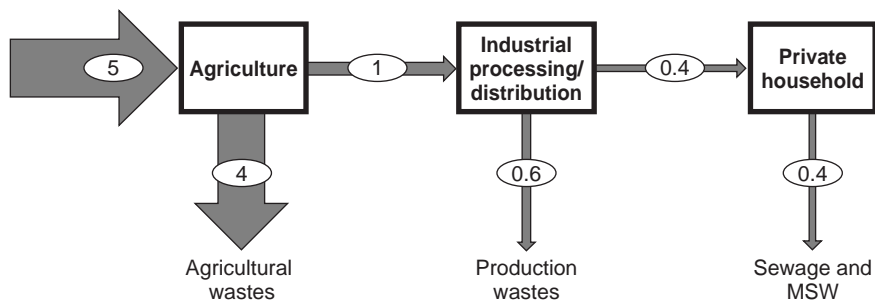 5
Agriculture
1
Industrial
processing/
distribution
0.4
Private
household
4
0.6
0.4
Agricultural
wastes
Production
wastes
Sewage and
MSW